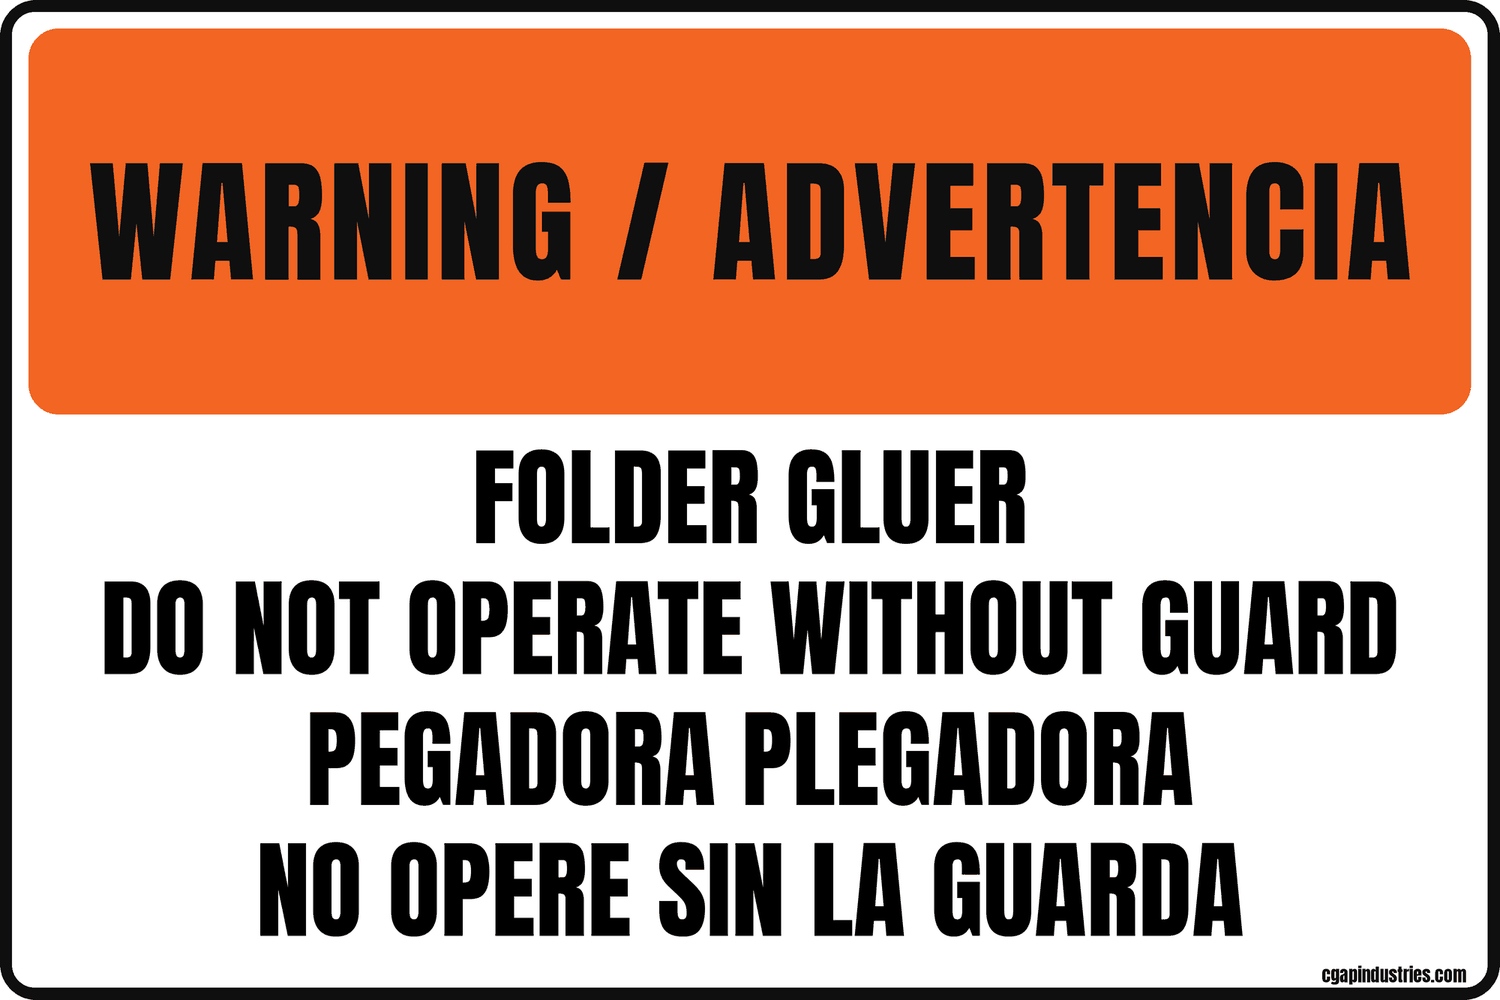 WARNING / ADVERTENCIA
FOLDER GLUER
DO NOT OPERATE WITHOUT GUARD
PEGADORA PLEGADORA
NO OPERE SIN LA GUARDA
cgapindustries.com